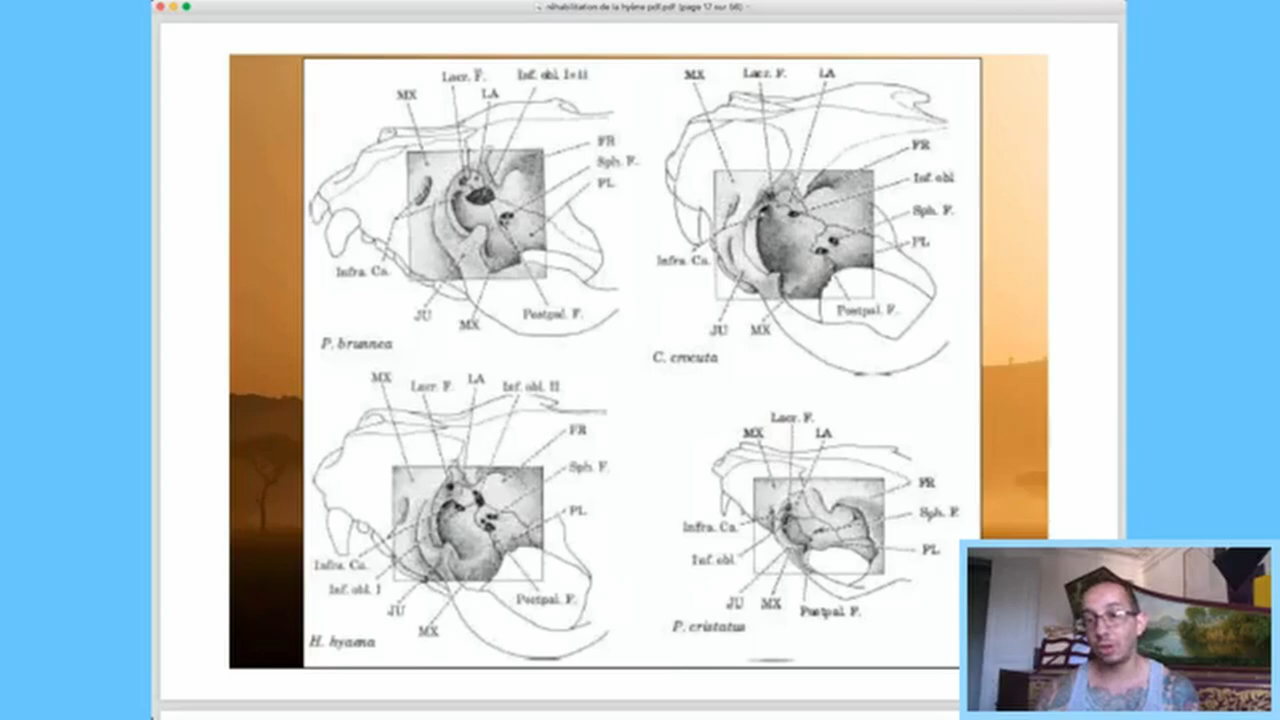 réhabilitation de la hyène pdf.pdf (page 17 sur 56)
MX
Lacr. F.
LA
Inf. obl. I+II
FR
Sph. F.
PL
Infra. Ca.
JU
MX
Postpal. F.
P. brunnea
MX
Lacr. F.
LA
FR
Inf. obl
Sph. F.
PL
Infra. Ca.
JU
MX
Postpal. F.
C. crocuta
MX
Lacr. F.
LA
Inf. obl. II
FR
Sph. F.
PL
Infra. Ca.
Inf. obl. I
JU
MX
Postpal. F.
H. hyaena
Lacr. F.
MX
LA
FR
Sph. F.
PL
Infra. Ca.
Inf. obl.
JU
MX
Postpal. F.
P. cristatus